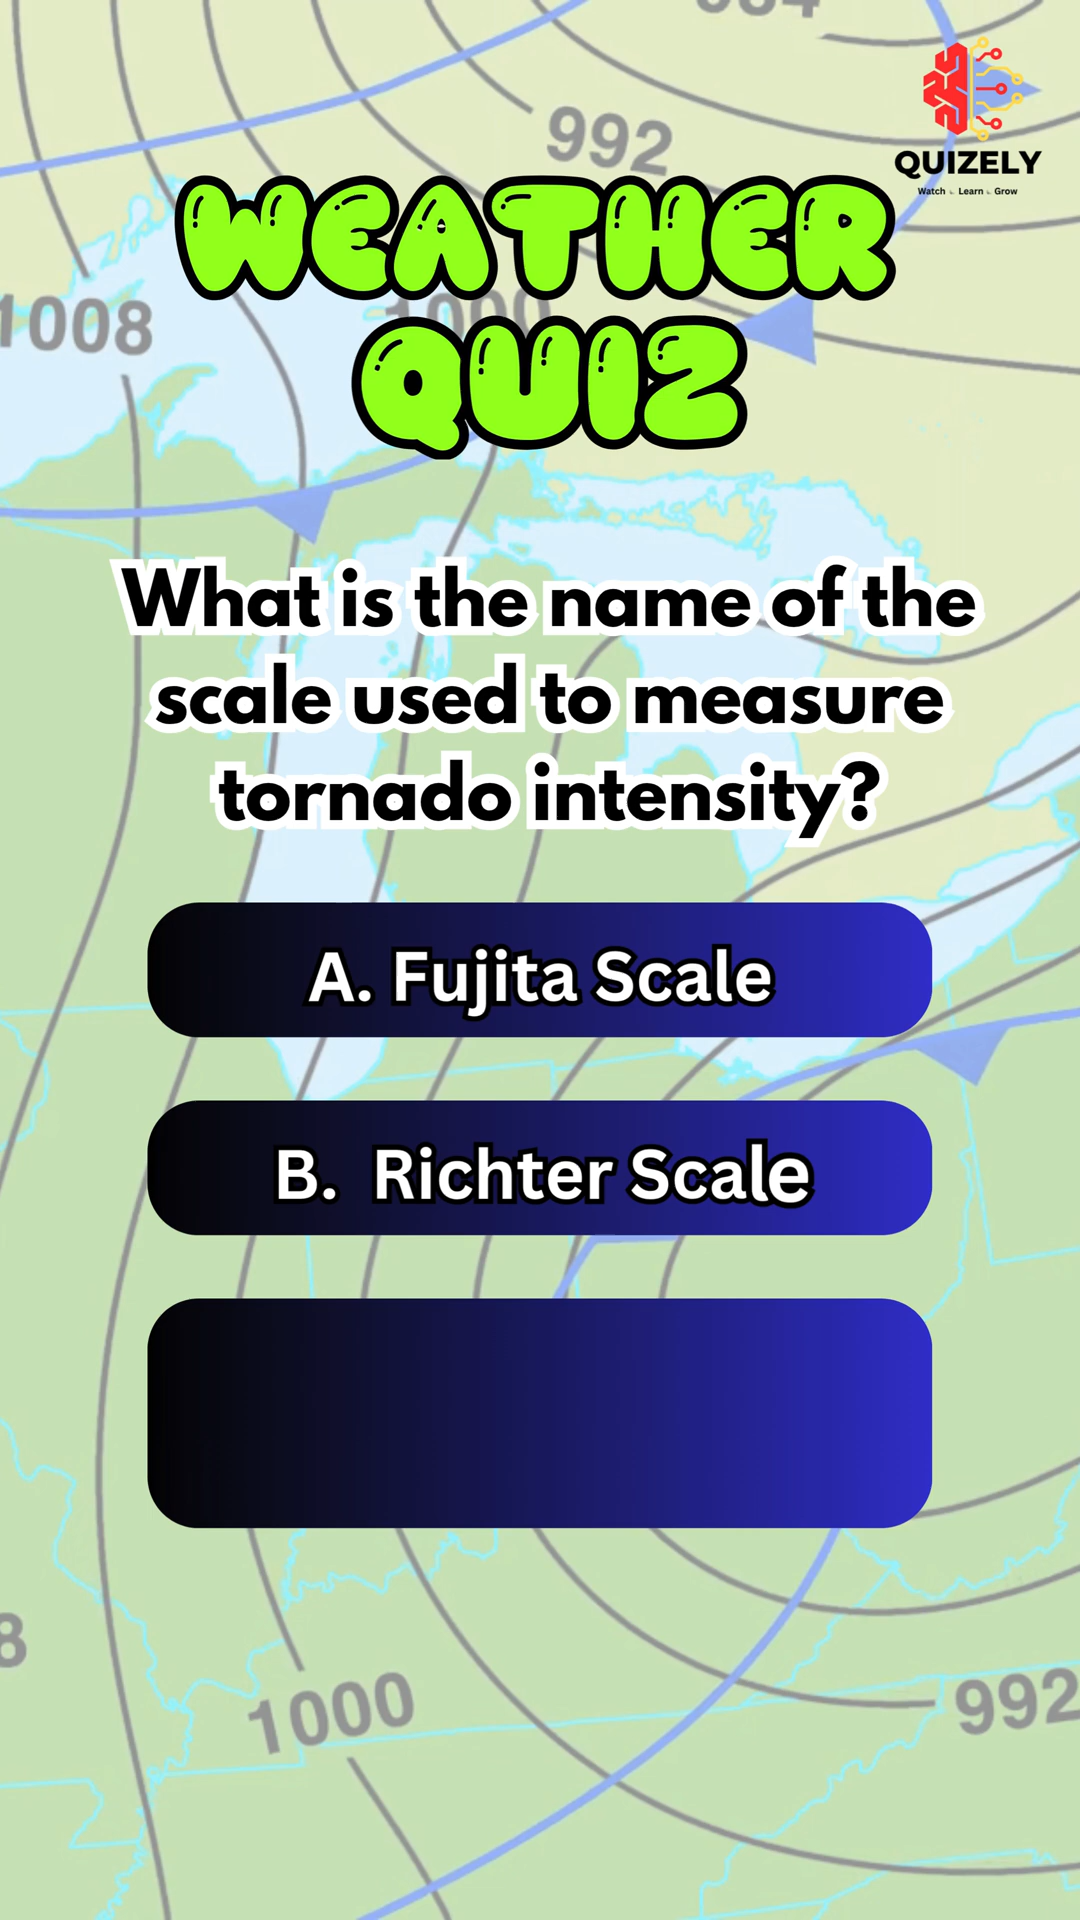 992
QUIZELY
Watch Learn Grow
WEATHER
1008
1000
QUIZ
What is the name of the
scale used to measure
tornado intensity?
A. Fujita Scale
B. Richter Scale
1000
992